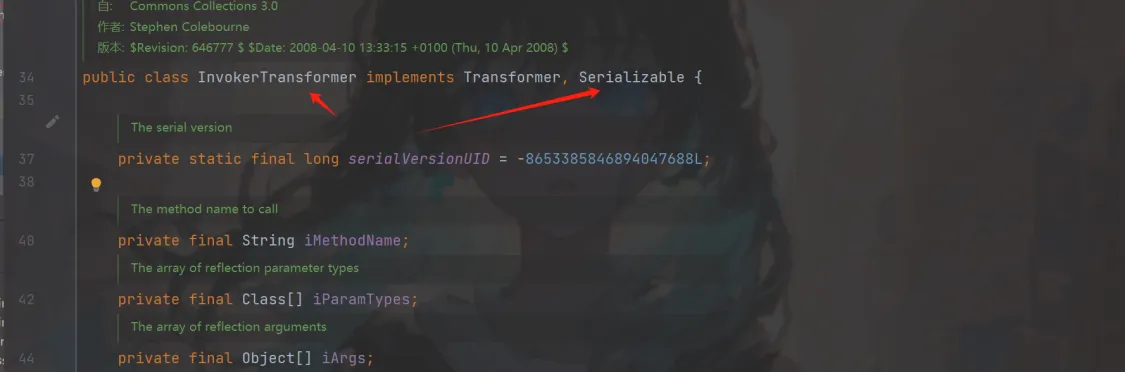 自: Commons Collections 3.0
作者: Stephen Colebourne
版本: $Revision: 646777 $ $Date: 2008-04-10 13:33:15 +0100 (Thu, 10 Apr 2008) $
34 public class InvokerTransformer implements Transformer, Serializable {
35
The serial version
37 private static final long serialVersionUID = -8653385846894047688L;
38
The method name to call
40 private final String iMethodName;
The array of reflection parameter types
42 private final Class[] iParamTypes;
The array of reflection arguments
44 private final Object[] iArgs;